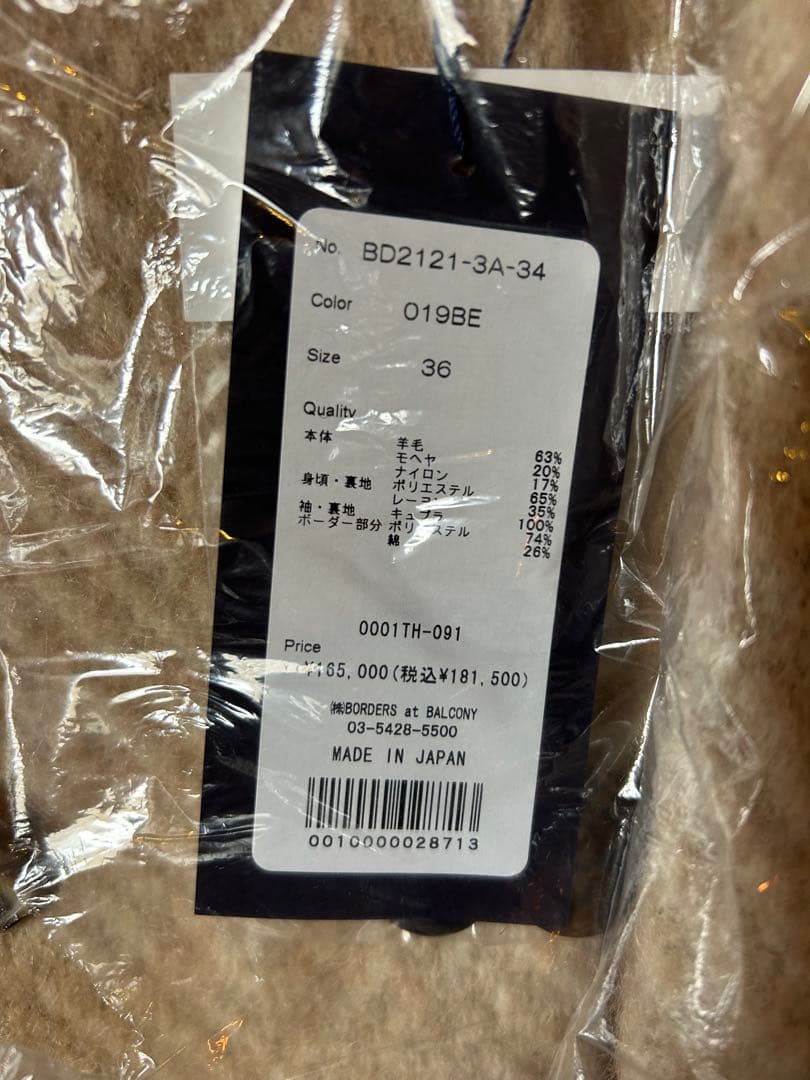 No. BD2121-3A-34
Color 019BE
Size 36
Quality
本体 羊毛 63%
モヘヤ 20%
ナイロン 17%
身頃・裏地 ポリエステル 65%
レーヨン 35%
袖・裏地 キュプラ 100%
ボーダー部分 ポリエステル 74%
綿 26%
0001TH-091
Price
¥165,000(税込¥181,500)
㈱BORDERS at BALCONY
03-5428-5500
MADE IN JAPAN
0010000028713